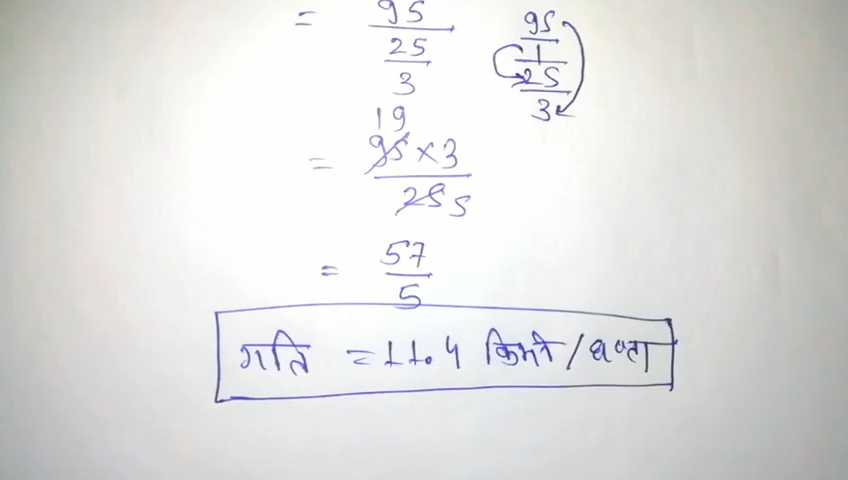 = 95 / (25/3)
95/1 / 25/3
19
= 95 × 3 / 25 5
= 57 / 5
गति = 11.4 किमी / घण्टा